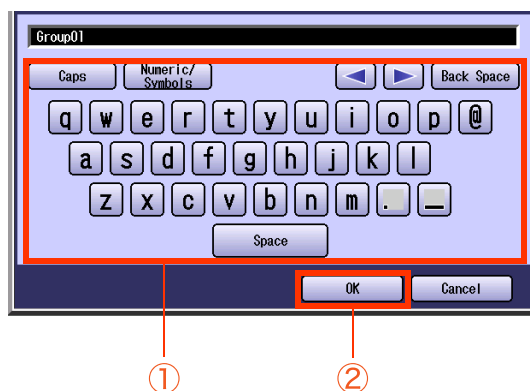 Group01
Caps Numeric/ Symbols Back Space
q w e r t y u i o p @
a s d f g h j k l
z x c v b n m . _
Space
OK Cancel
① ②